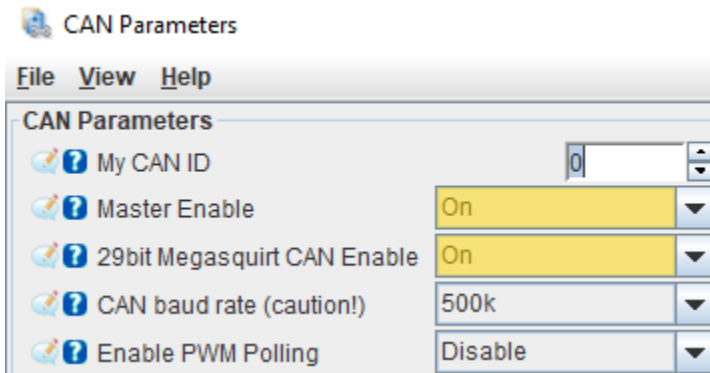 CAN Parameters
File View Help
CAN Parameters
My CAN ID 0
Master Enable On
29bit Megasquirt CAN Enable On
CAN baud rate (caution!) 500k
Enable PWM Polling Disable